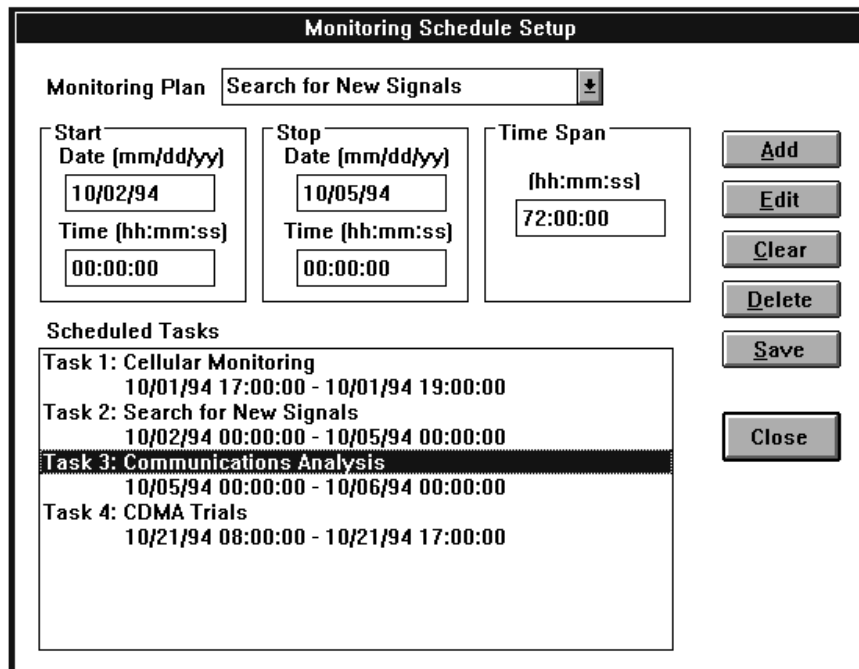 Monitoring Schedule Setup
Monitoring Plan Search for New Signals
Start
Date (mm/dd/yy)
10/02/94
Time (hh:mm:ss)
00:00:00
Stop
Date (mm/dd/yy)
10/05/94
Time (hh:mm:ss)
00:00:00
Time Span
(hh:mm:ss)
72:00:00
Add
Edit
Clear
Delete
Save
Close
Scheduled Tasks
Task 1: Cellular Monitoring
10/01/94 17:00:00 - 10/01/94 19:00:00
Task 2: Search for New Signals
10/02/94 00:00:00 - 10/05/94 00:00:00
Task 3: Communications Analysis
10/05/94 00:00:00 - 10/06/94 00:00:00
Task 4: CDMA Trials
10/21/94 08:00:00 - 10/21/94 17:00:00